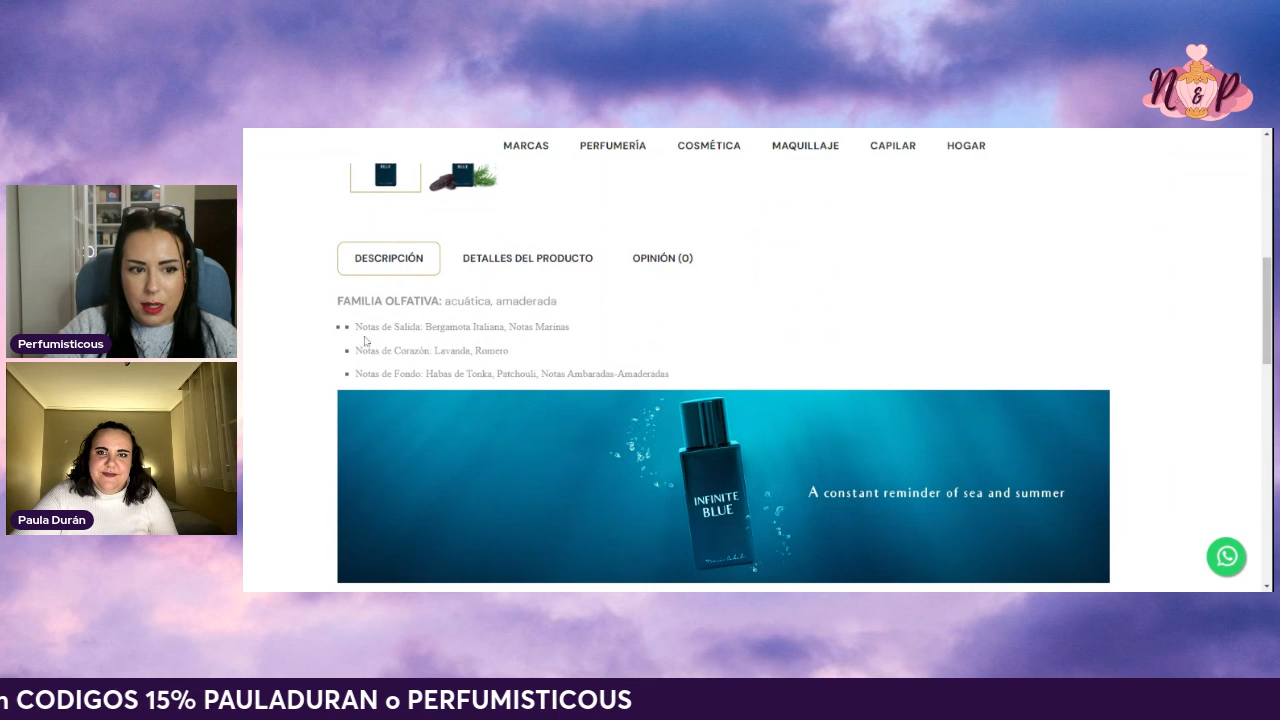 N & P
MARCAS PERFUMERÍA COSMÉTICA MAQUILLAJE CAPILAR HOGAR
BLUE BLUE
DESCRIPCIÓN DETALLES DEL PRODUCTO OPINIÓN (0)
FAMILIA OLFATIVA: acuática, amaderada
Notas de Salida: Bergamota Italiana, Notas Marinas
Notas de Corazón: Lavanda, Romero
Notas de Fondo: Habas de Tonka, Patchouli, Notas Ambaradas-Amaderadas
INFINITE
BLUE
A constant reminder of sea and summer
Perfumisticous
Paula Durán
CODIGOS 15% PAULADURAN o PERFUMISTICOUS